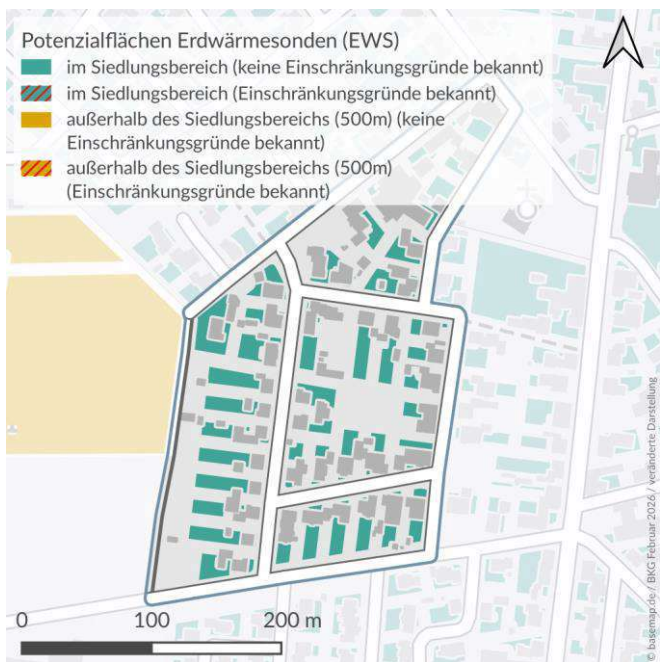 Potenzialflächen Erdwärmesonden (EWS)
im Siedlungsbereich (keine Einschränkungsgründe bekannt)
im Siedlungsbereich (Einschränkungsgründe bekannt)
außerhalb des Siedlungsbereichs (500m) (keine
Einschränkungsgründe bekannt)
außerhalb des Siedlungsbereichs (500m)
(Einschränkungsgründe bekannt)
© basemap.de / BKG Februar 2026 / veränderte Darstellung
0 100 200 m